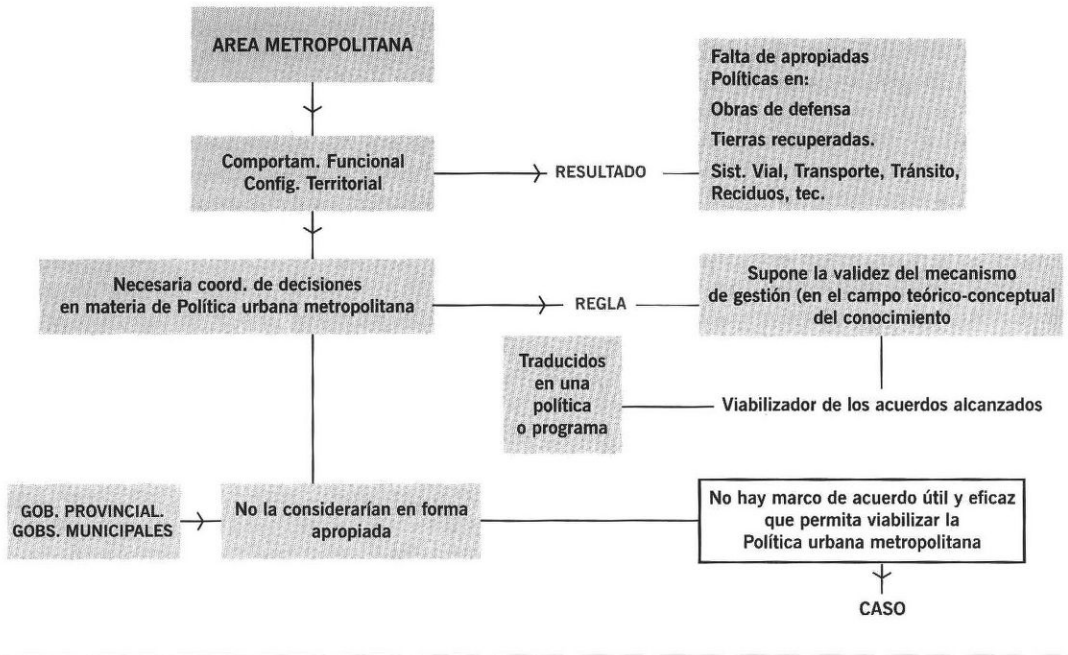 AREA METROPOLITANA
Falta de apropiadas
Políticas en:
Obras de defensa
Tierras recuperadas.
Sist. Vial, Transporte, Tránsito,
Reciduos, tec.
Comportam. Funcional
Config. Territorial
RESULTADO
Necesaria coord. de decisiones
en materia de Política urbana metropolitana
REGLA
Supone la validez del mecanismo
de gestión (en el campo teórico-conceptual
del conocimiento
Traducidos
en una
política
o programa
Viabilizador de los acuerdos alcanzados
GOB. PROVINCIAL.
GOBS. MUNICIPALES
No la considerarían en forma
apropiada
No hay marco de acuerdo útil y eficaz
que permita viabilizar la
Política urbana metropolitana
CASO